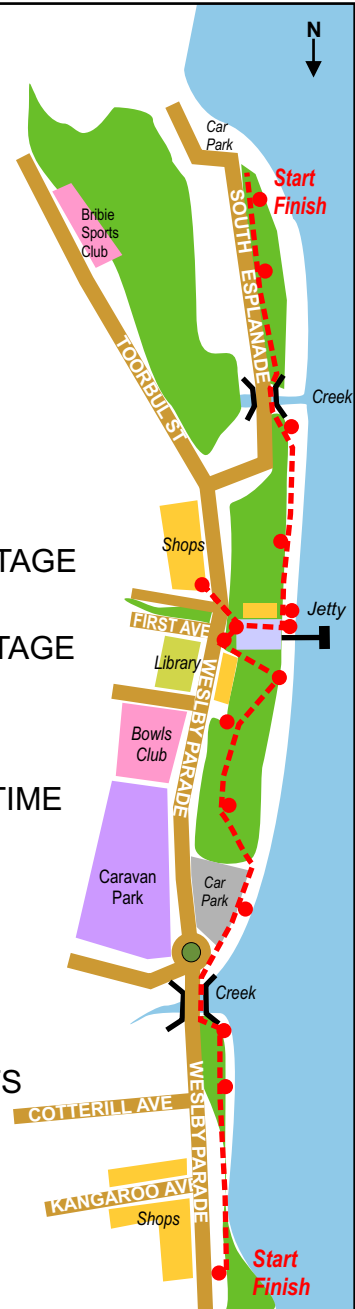 N
Car
Park
Start
Finish
Bribie
Sports
Club
SOUTH ESPLANADE
TOORBUL ST
Creek
Shops
TAGE
Jetty
FIRST AVE
TAGE
Library
WESLBY PARADE
Bowls
Club
TIME
Caravan
Park
Car
Park
Creek
TS
COTTERILL AVE
WESLBY PARADE
KANGAROO AVE
Shops
Start
Finish